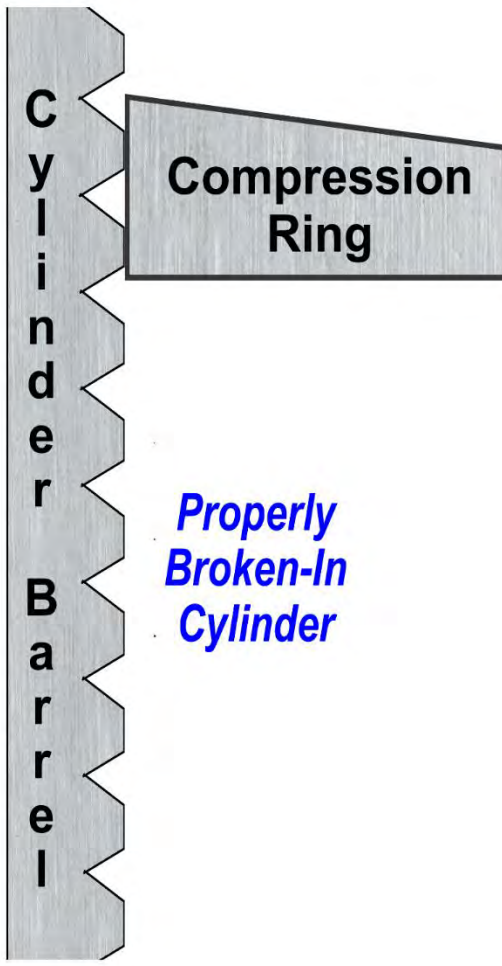 Cylinder Barrel
Compression
Ring
Properly
Broken-In
Cylinder